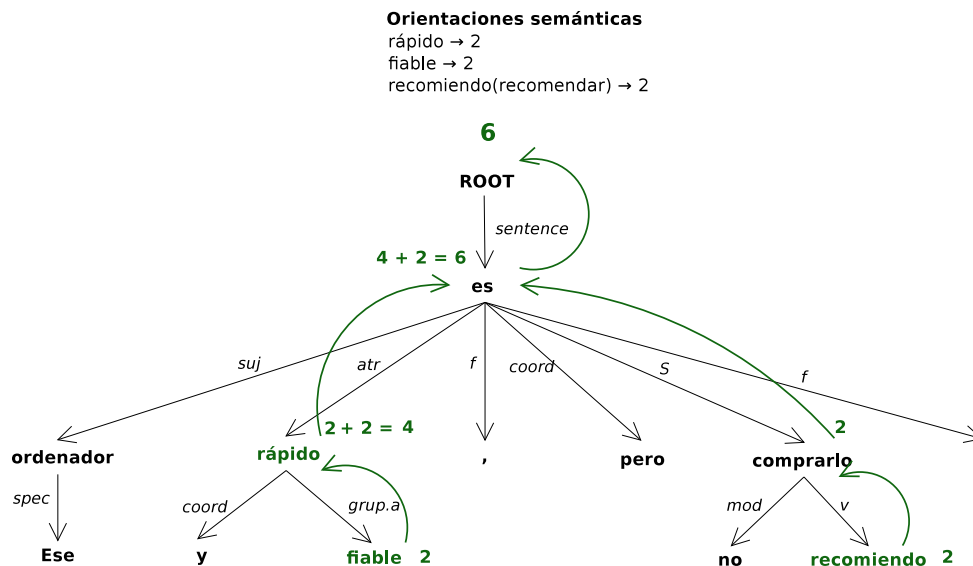 Orientaciones semánticas
rápido → 2
fiable → 2
recomiendo(recomendar) → 2
6
ROOT
sentence
4 + 2 = 6
es
suj
atr
f
coord
S
f
2 + 2 = 4
2
ordenador
rápido
,
pero
comprarlo
spec
coord
grup.a
mod
v
Ese
y
fiable 2
no
recomiendo 2